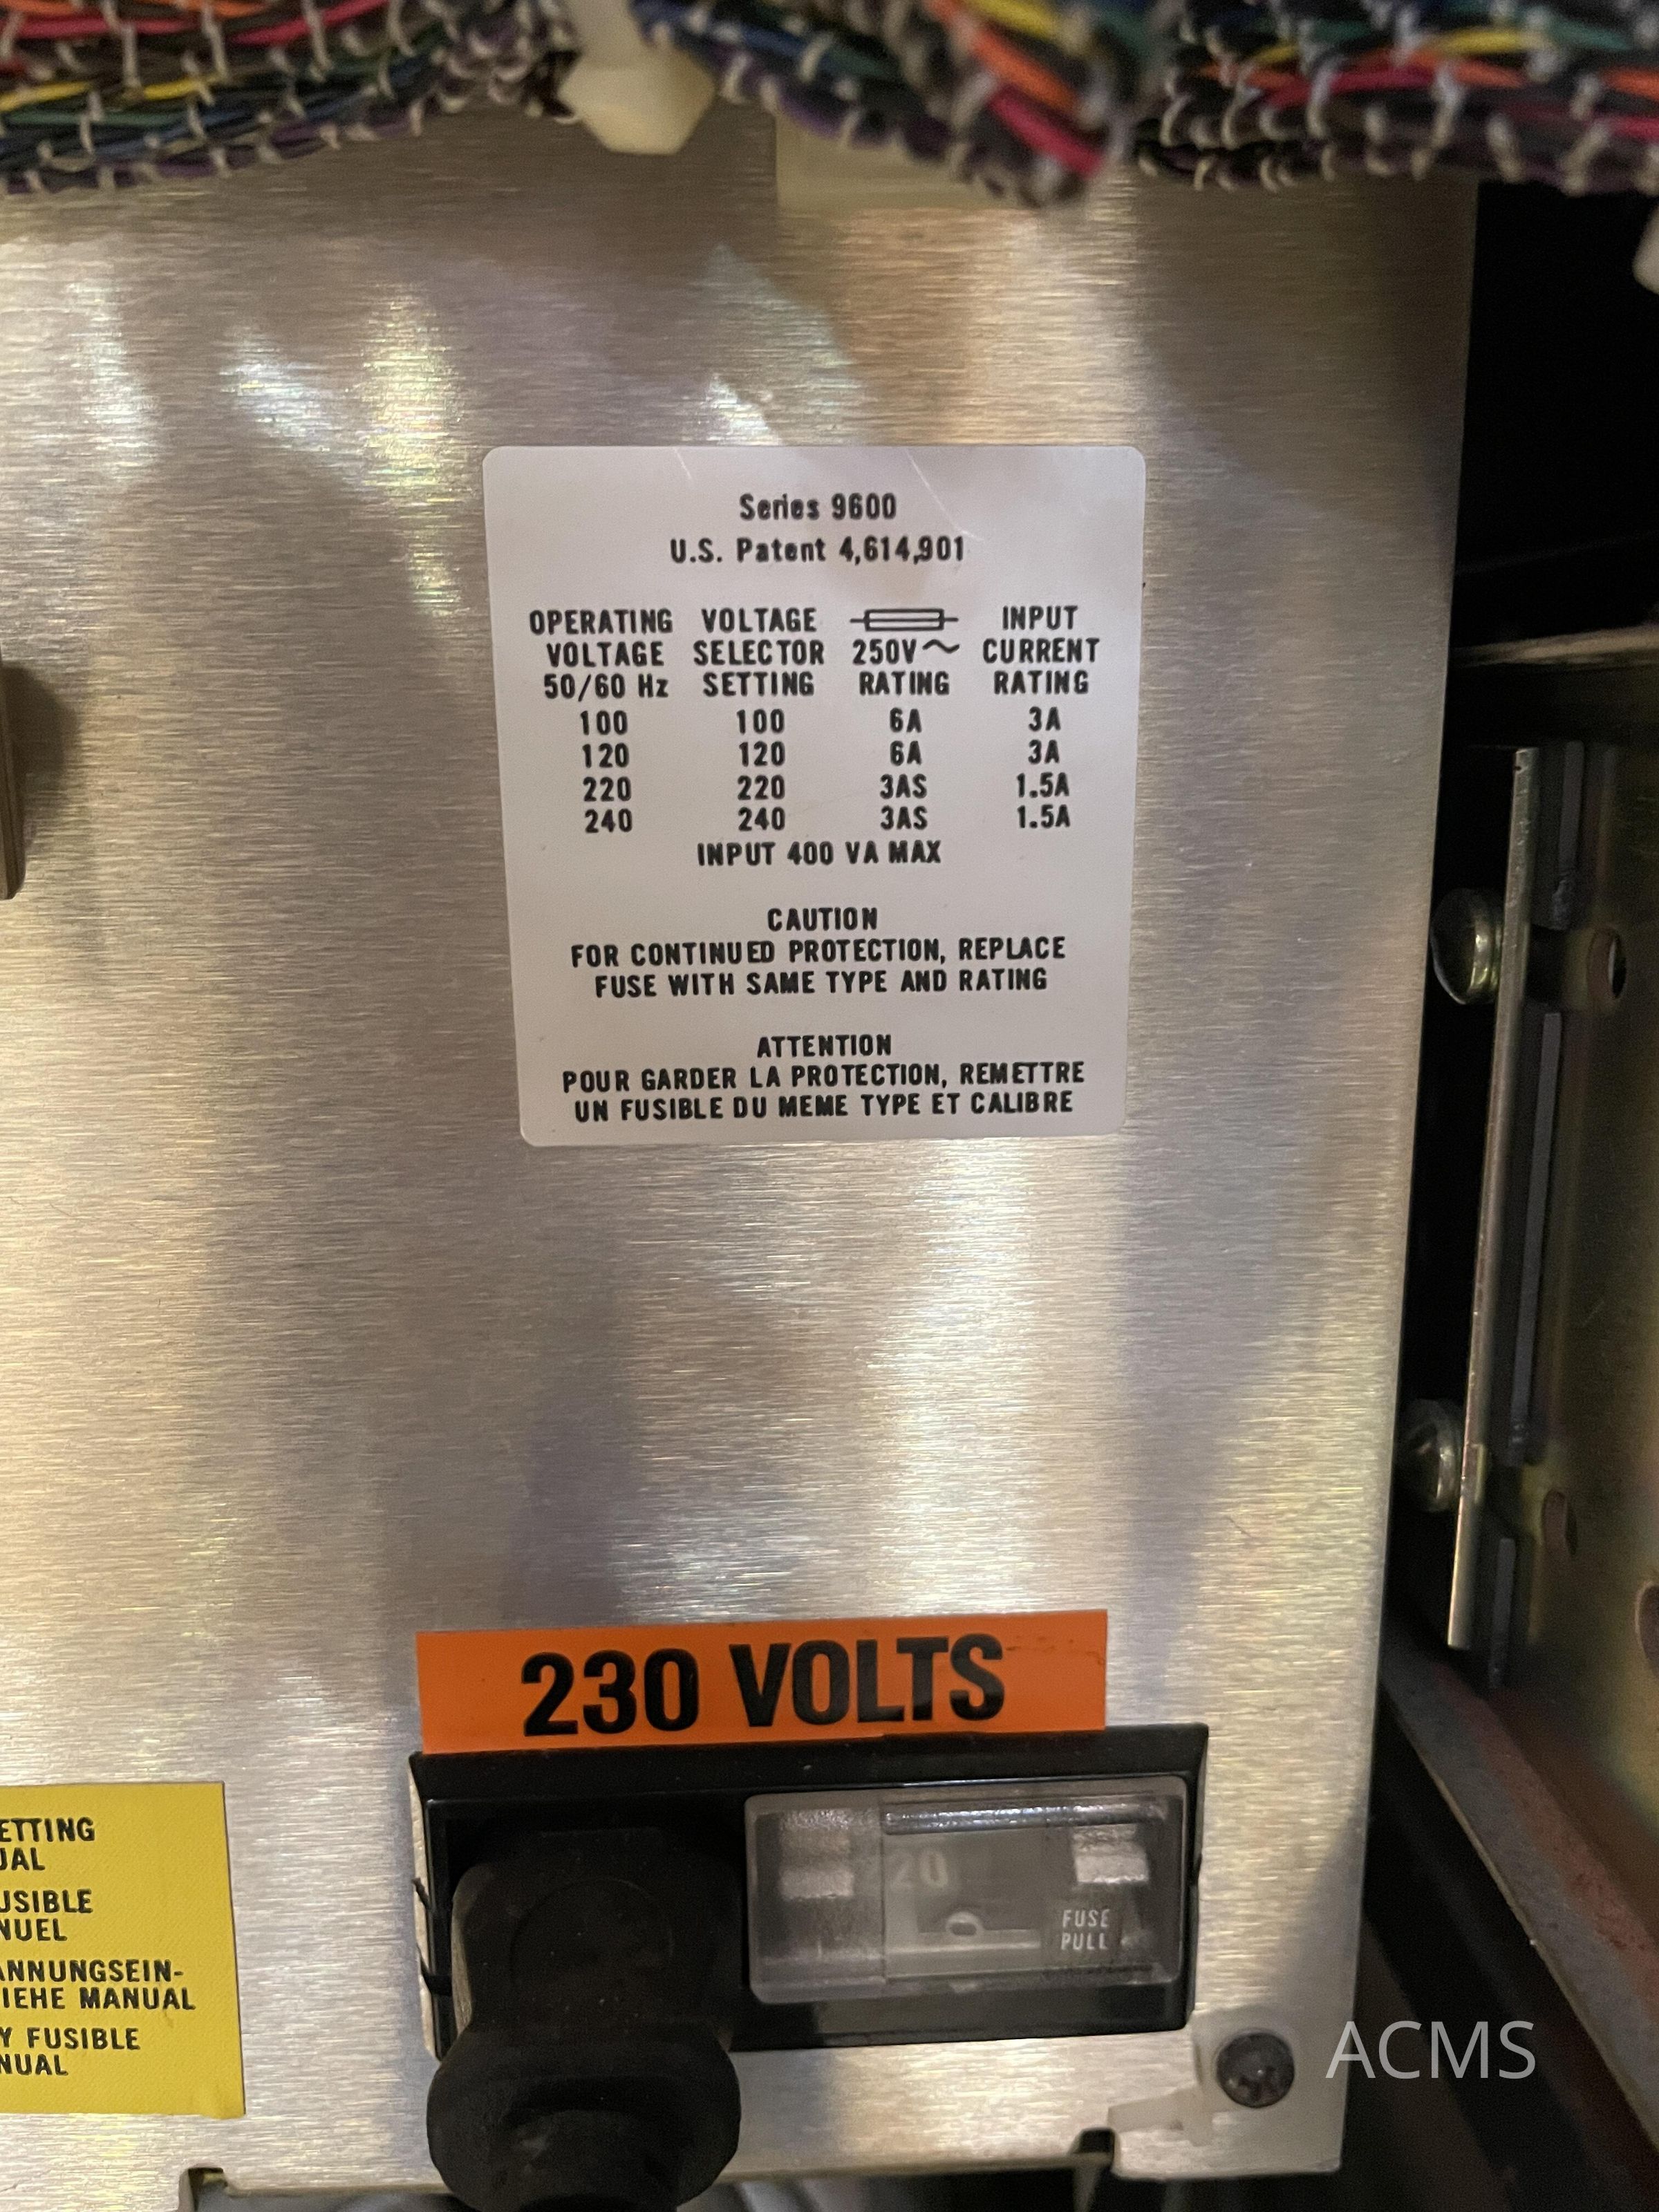 Series 9600
U.S. Patent 4,614,901
OPERATING VOLTAGE INPUT
VOLTAGE SELECTOR 250V~ CURRENT
50/60 Hz SETTING RATING RATING
100 100 6A 3A
120 120 6A 3A
220 220 3AS 1.5A
240 240 3AS 1.5A
INPUT 400 VA MAX
CAUTION
FOR CONTINUED PROTECTION, REPLACE
FUSE WITH SAME TYPE AND RATING
ATTENTION
POUR GARDER LA PROTECTION, REMETTRE
UN FUSIBLE DU MEME TYPE ET CALIBRE
230 VOLTS
20
FUSE
PULL
ETTING
UAL
USIBLE
NUEL
ANNUNGSEIN-
IEHE MANUAL
Y FUSIBLE
NUAL
ACMS